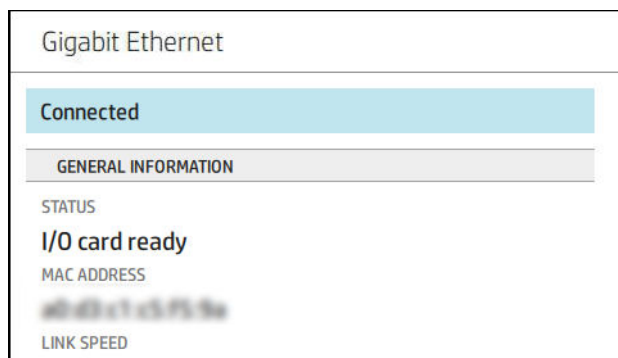 Gigabit Ethernet
Connected
GENERAL INFORMATION
STATUS
I/O card ready
MAC ADDRESS
LINK SPEED